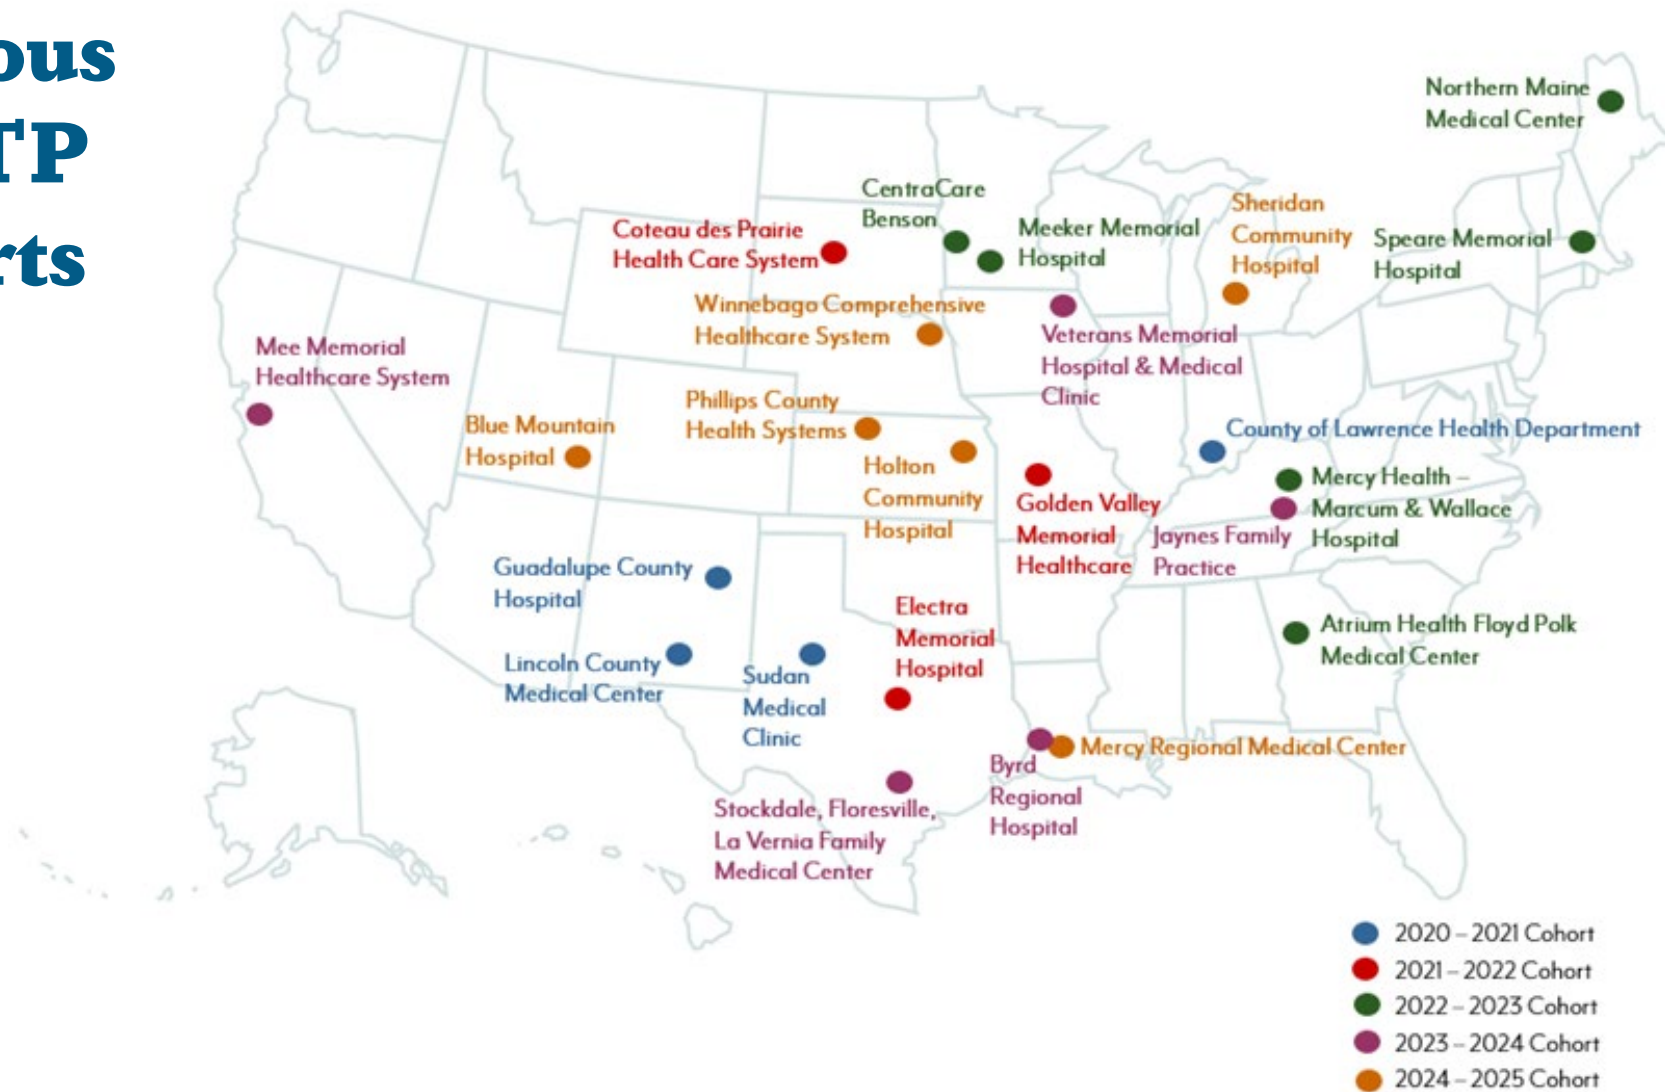 ous
TP
rts
Northern Maine
Medical Center
CentraCare
Benson
Meeker Memorial
Hospital
Sheridan
Community
Hospital
Speare Memorial
Hospital
Coteau des Prairie
Health Care System
Winnebago Comprehensive
Healthcare System
Veterans Memorial
Hospital & Medical
Clinic
Mee Memorial
Healthcare System
Blue Mountain
Hospital
Phillips County
Health Systems
Holton
Community
Hospital
County of Lawrence Health Department
Golden Valley
Memorial
Healthcare
Mercy Health –
Marcum & Wallace
Hospital
Jaynes Family
Practice
Guadalupe County
Hospital
Lincoln County
Medical Center
Sudan
Medical
Clinic
Electra
Memorial
Hospital
Atrium Health Floyd Polk
Medical Center
Mercy Regional Medical Center
Byrd
Regional
Hospital
Stockdale, Floresville,
La Vernia Family
Medical Center
2020 – 2021 Cohort
2021 – 2022 Cohort
2022 – 2023 Cohort
2023 – 2024 Cohort
2024 – 2025 Cohort